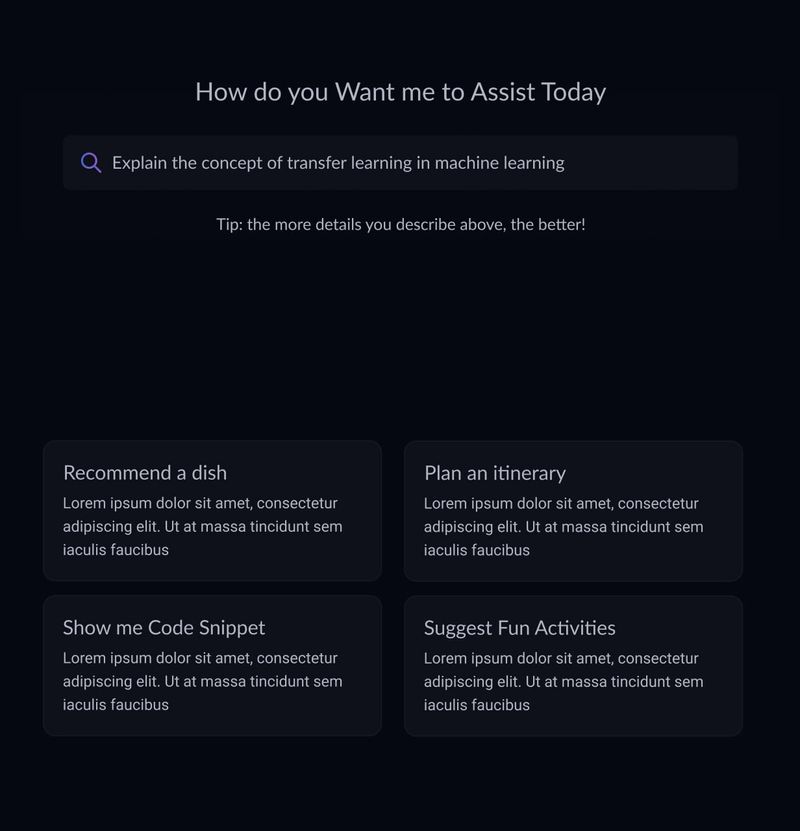 How do you Want me to Assist Today
Explain the concept of transfer learning in machine learning
Tip: the more details you describe above, the better!
Recommend a dish
Lorem ipsum dolor sit amet, consectetur
adipiscing elit. Ut at massa tincidunt sem
iaculis faucibus
Plan an itinerary
Lorem ipsum dolor sit amet, consectetur
adipiscing elit. Ut at massa tincidunt sem
iaculis faucibus
Show me Code Snippet
Lorem ipsum dolor sit amet, consectetur
adipiscing elit. Ut at massa tincidunt sem
iaculis faucibus
Suggest Fun Activities
Lorem ipsum dolor sit amet, consectetur
adipiscing elit. Ut at massa tincidunt sem
iaculis faucibus